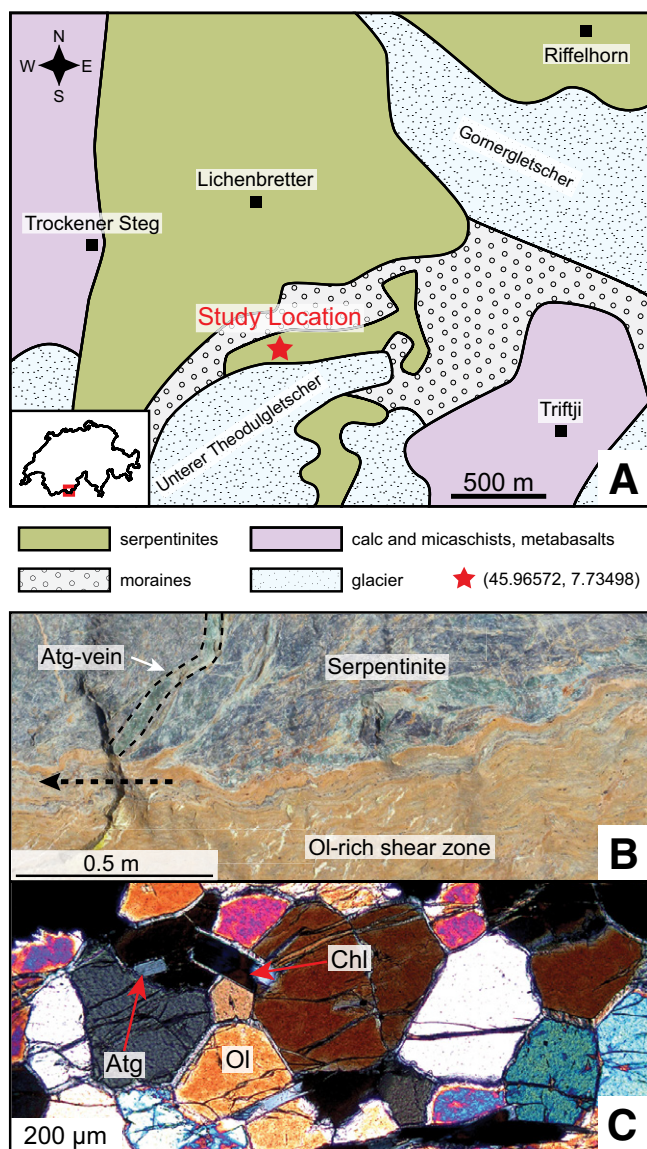 N
W E
S
Riffelhorn
Gornergletscher
Lichenbretter
Trockener Steg
Study Location
Unterer Theodulgletscher
Triftji
500 m
A
serpentinites
calc and micaschists, metabasalts
moraines
glacier
(45.96572, 7.73498)
Atg-vein
Serpentinite
0.5 m
Ol-rich shear zone
B
Chl
Atg
Ol
200 µm
C